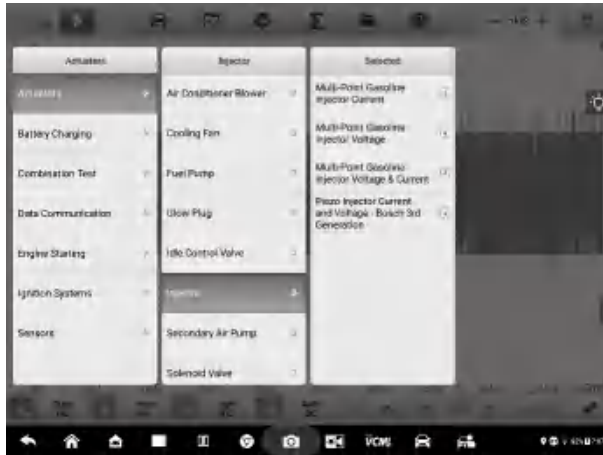 Actuators
Injector
Selected
Actuators
Battery Charging
Combination Test
Data Communication
Engine Starting
Ignition Systems
Sensors
Air Conditioner Blower
Cooling Fan
Fuel Pump
Glow Plug
Idle Control Valve
Injector
Secondary Air Pump
Solenoid Valve
Multi-Point Gasoline
Injector Current
Multi-Point Gasoline
Injector Voltage
Multi-Point Gasoline
Injector Voltage & Current
Piezo Injector Current
and Voltage - Bosch 3rd
Generation
VCMI